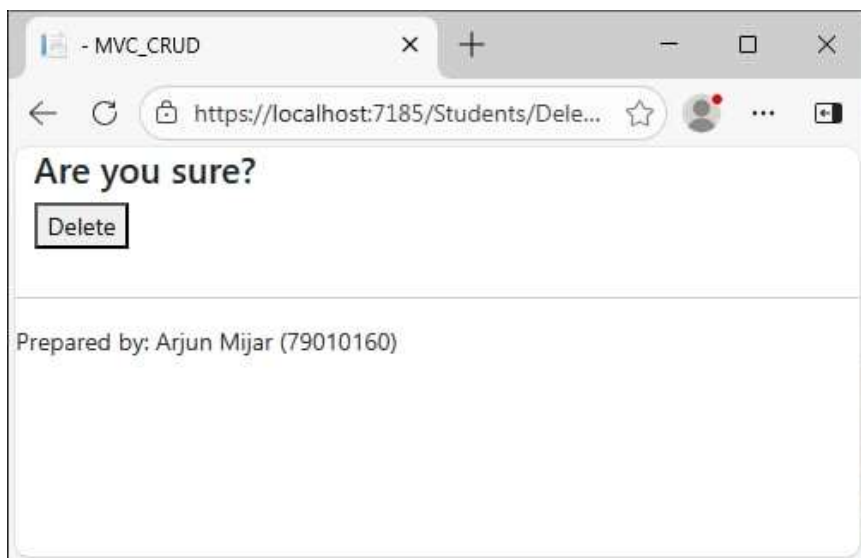 - MVC_CRUD
https://localhost:7185/Students/Dele...
Are you sure?
Delete
Prepared by: Arjun Mijar (79010160)